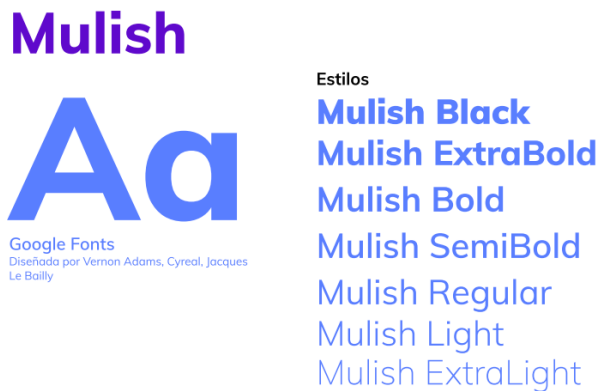 Mulish
Aa
Google Fonts
Diseñada por Vernon Adams, Cyreal, Jacques
Le Bailly
Estilos
Mulish Black
Mulish ExtraBold
Mulish Bold
Mulish SemiBold
Mulish Regular
Mulish Light
Mulish ExtraLight